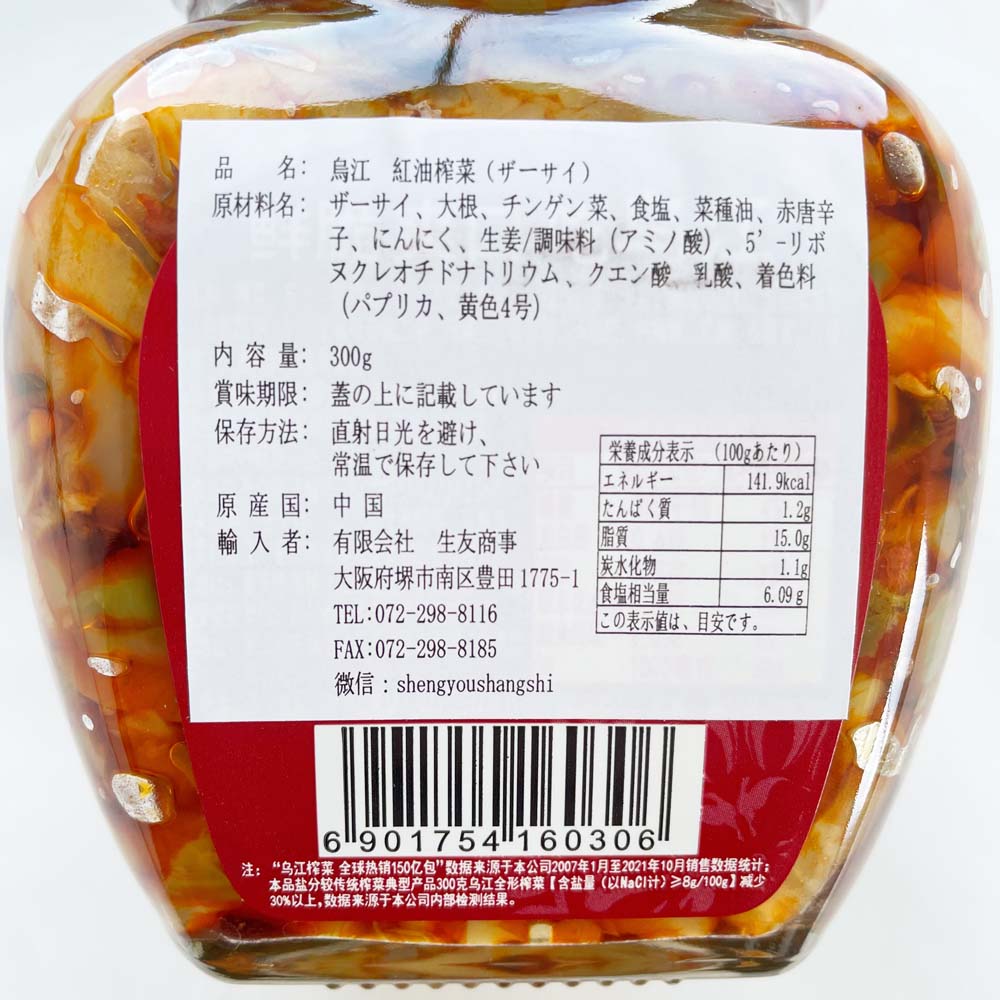 品　名：烏江　紅油榨菜（ザーサイ）
原材料名：ザーサイ、大根、チンゲン菜、食塩、菜種油、赤唐辛
子、にんにく、生姜/調味料（アミノ酸）、5’-リボ
ヌクレオチドナトリウム、クエン酸　乳酸、着色料
（パプリカ、黄色4号）
内容量：300g
賞味期限：蓋の上に記載しています
保存方法：直射日光を避け、
常温で保存して下さい
原産国：中国
輸入者：有限会社　生友商事
大阪府堺市南区豊田1775-1
TEL:072-298-8116
FAX:072-298-8185
微信：shengyoushangshi
栄養成分表示　（100gあたり）
エネルギー　141.9kcal
たんぱく質　1.2g
脂質　15.0g
炭水化物　1.1g
食塩相当量　6.09g
この表示値は、目安です。
6 901754 160306
注：“乌江榨菜 全球热销150亿包”数据来源于本公司2007年1月至2021年10月销售数据统计；
本品盐分较传统榨菜典型产品300克乌江全形榨菜【含盐量（以NaCl计）≥8g/100g】减少
30%以上,数据来源于本公司内部检测结果。